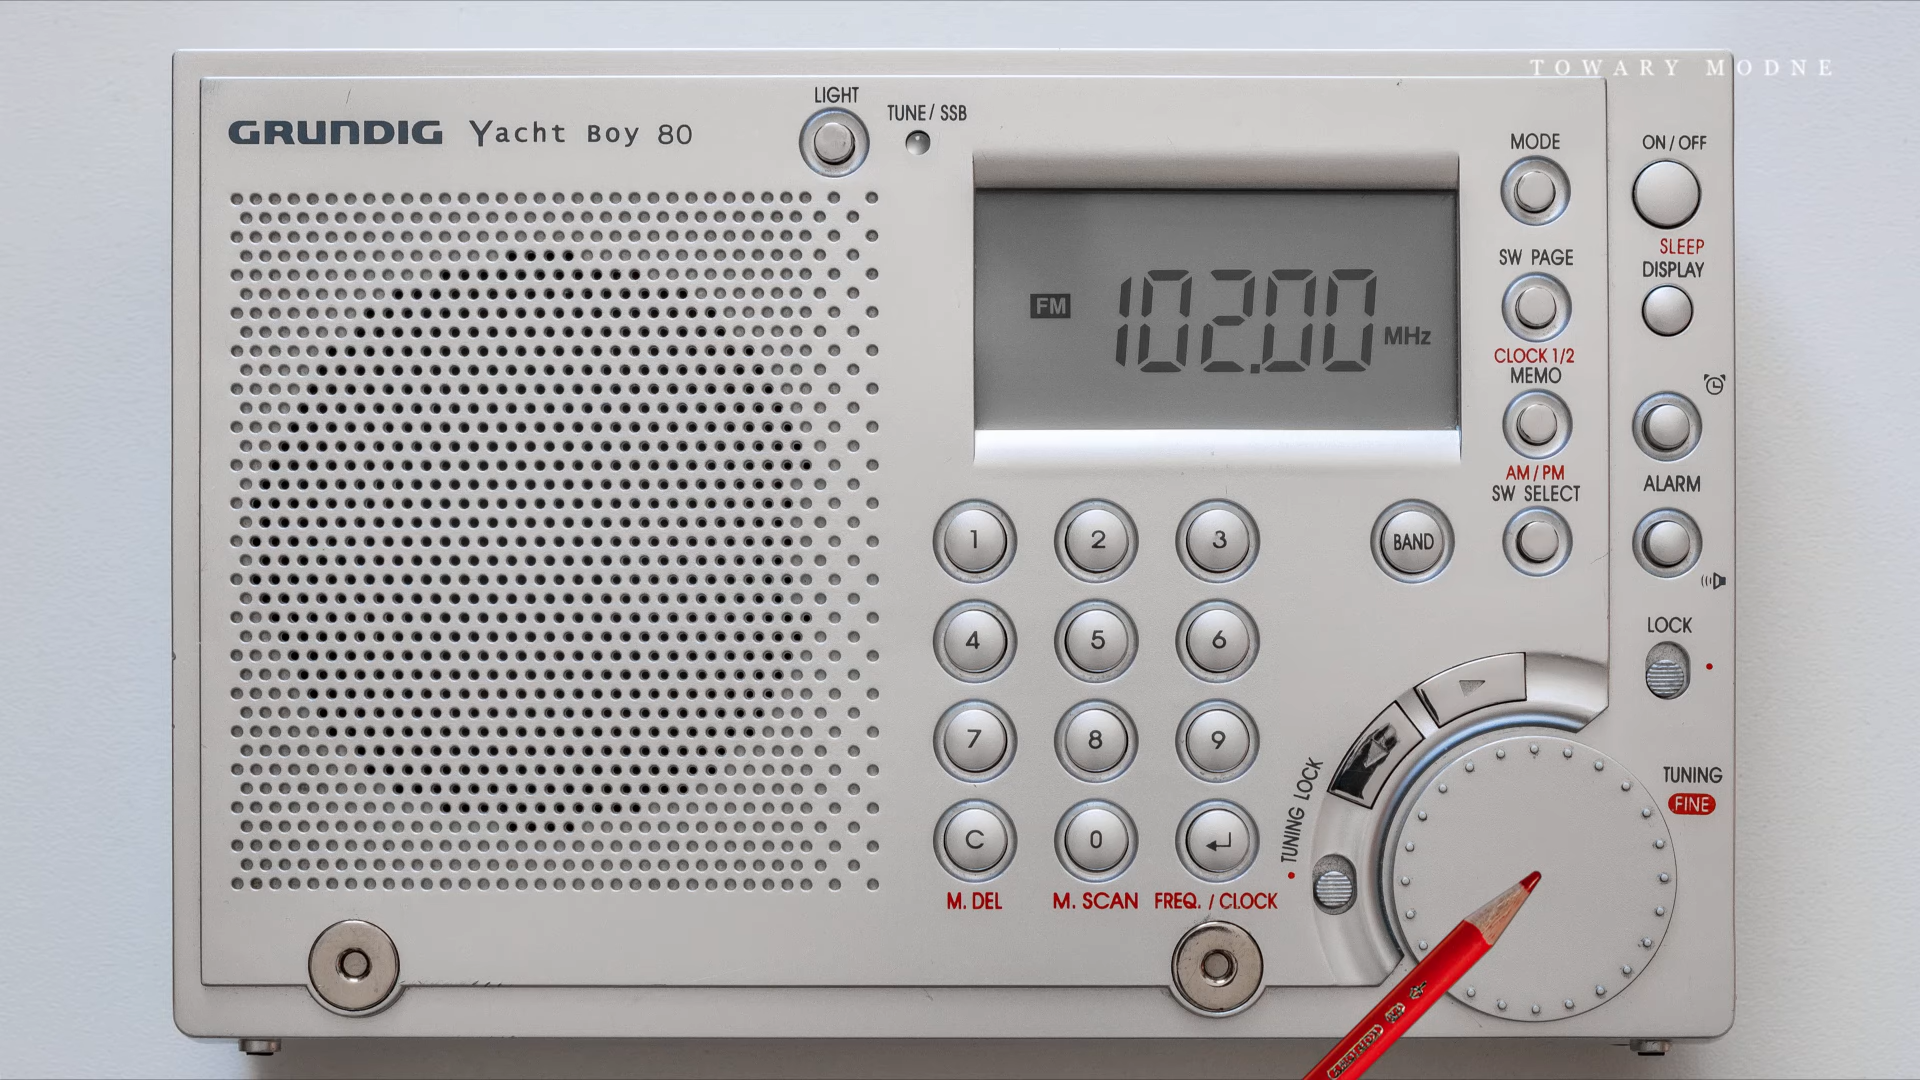 TOWARY MODNE
GRUNDIG Yacht Boy 80
LIGHT
TUNE / SSB
MODE
ON / OFF
SW PAGE
SLEEP
DISPLAY
FM 102.00 MHz
CLOCK 1/2
MEMO
AM / PM
SW SELECT
ALARM
1 2 3
BAND
4 5 6
LOCK
7 8 9
TUNING
FINE
TUNING LOCK
C 0
M. DEL
M. SCAN
FREQ. / CLOCK